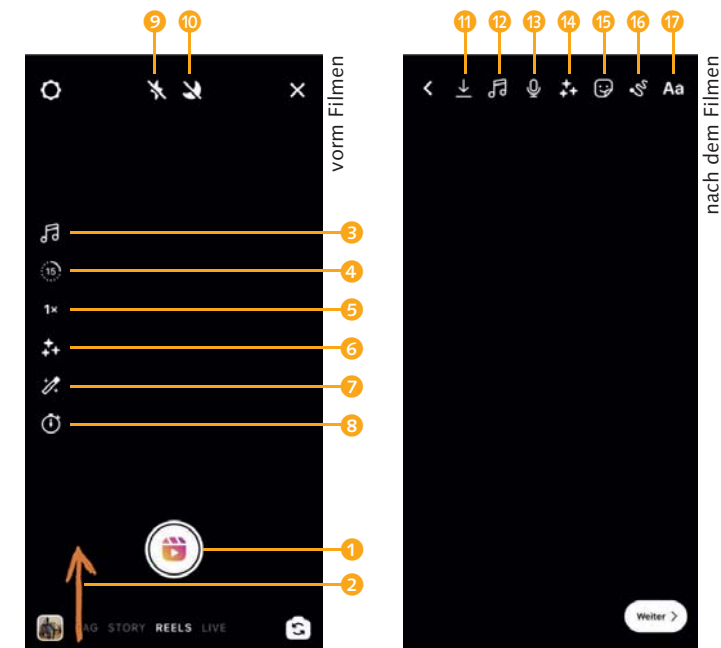 9 10
vorm Filmen
3
15
4
1×
5
6
7
8
1
2
AG STORY REELS LIVE
11 12 13 14 15 16 17
Aa
nach dem Filmen
Weiter >